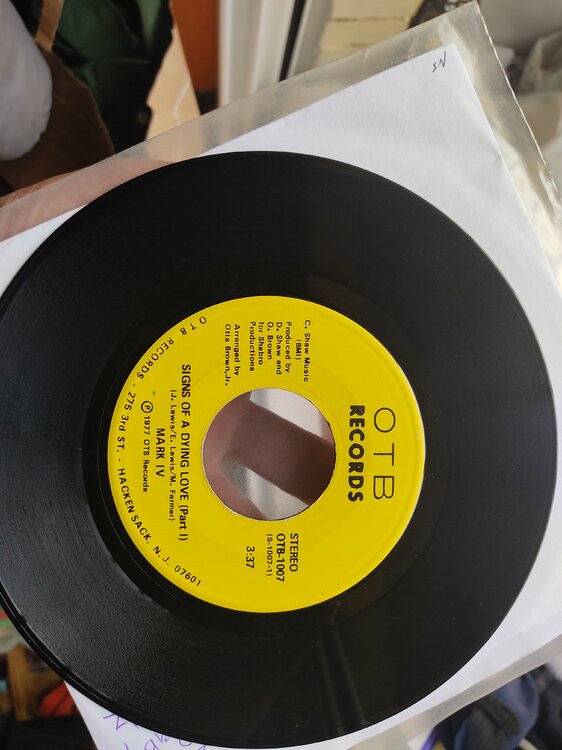 OTB
RECORDS
C. Shaw Music
(BMI)
Produced by
D. Shaw and
O. Brown
for Shabro
Productions
Arranged by
Otis Brown, Jr.
STEREO
OTB-1007
(S-1007-1)
3:37
SIGNS OF A DYING LOVE (Part I)
(J. Lewis/E. Lewis/M. Farmer)
MARK IV
Ⓟ 1977 OTB Records
OTB RECORDS - 275 3rd ST. - HACKENSACK, N.J. 07601